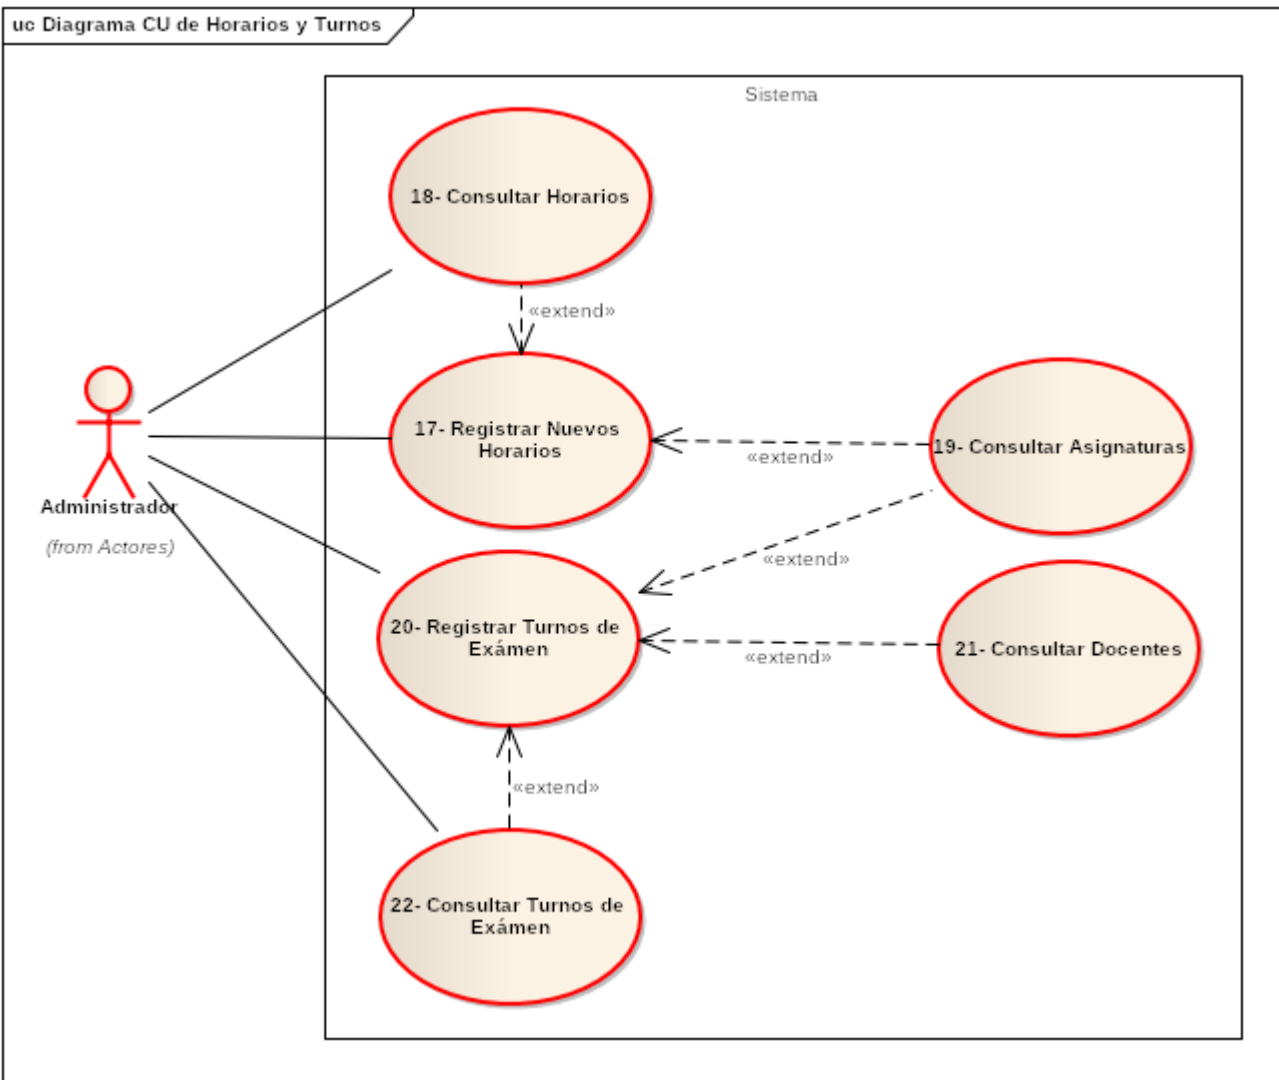 uc Diagrama CU de Horarios y Turnos
Sistema
18- Consultar Horarios
«extend»
17- Registrar Nuevos
Horarios
«extend»
19- Consultar Asignaturas
Administrador
(from Actores)
«extend»
20- Registrar Turnos de
Exámen
«extend»
21- Consultar Docentes
«extend»
22- Consultar Turnos de
Exámen